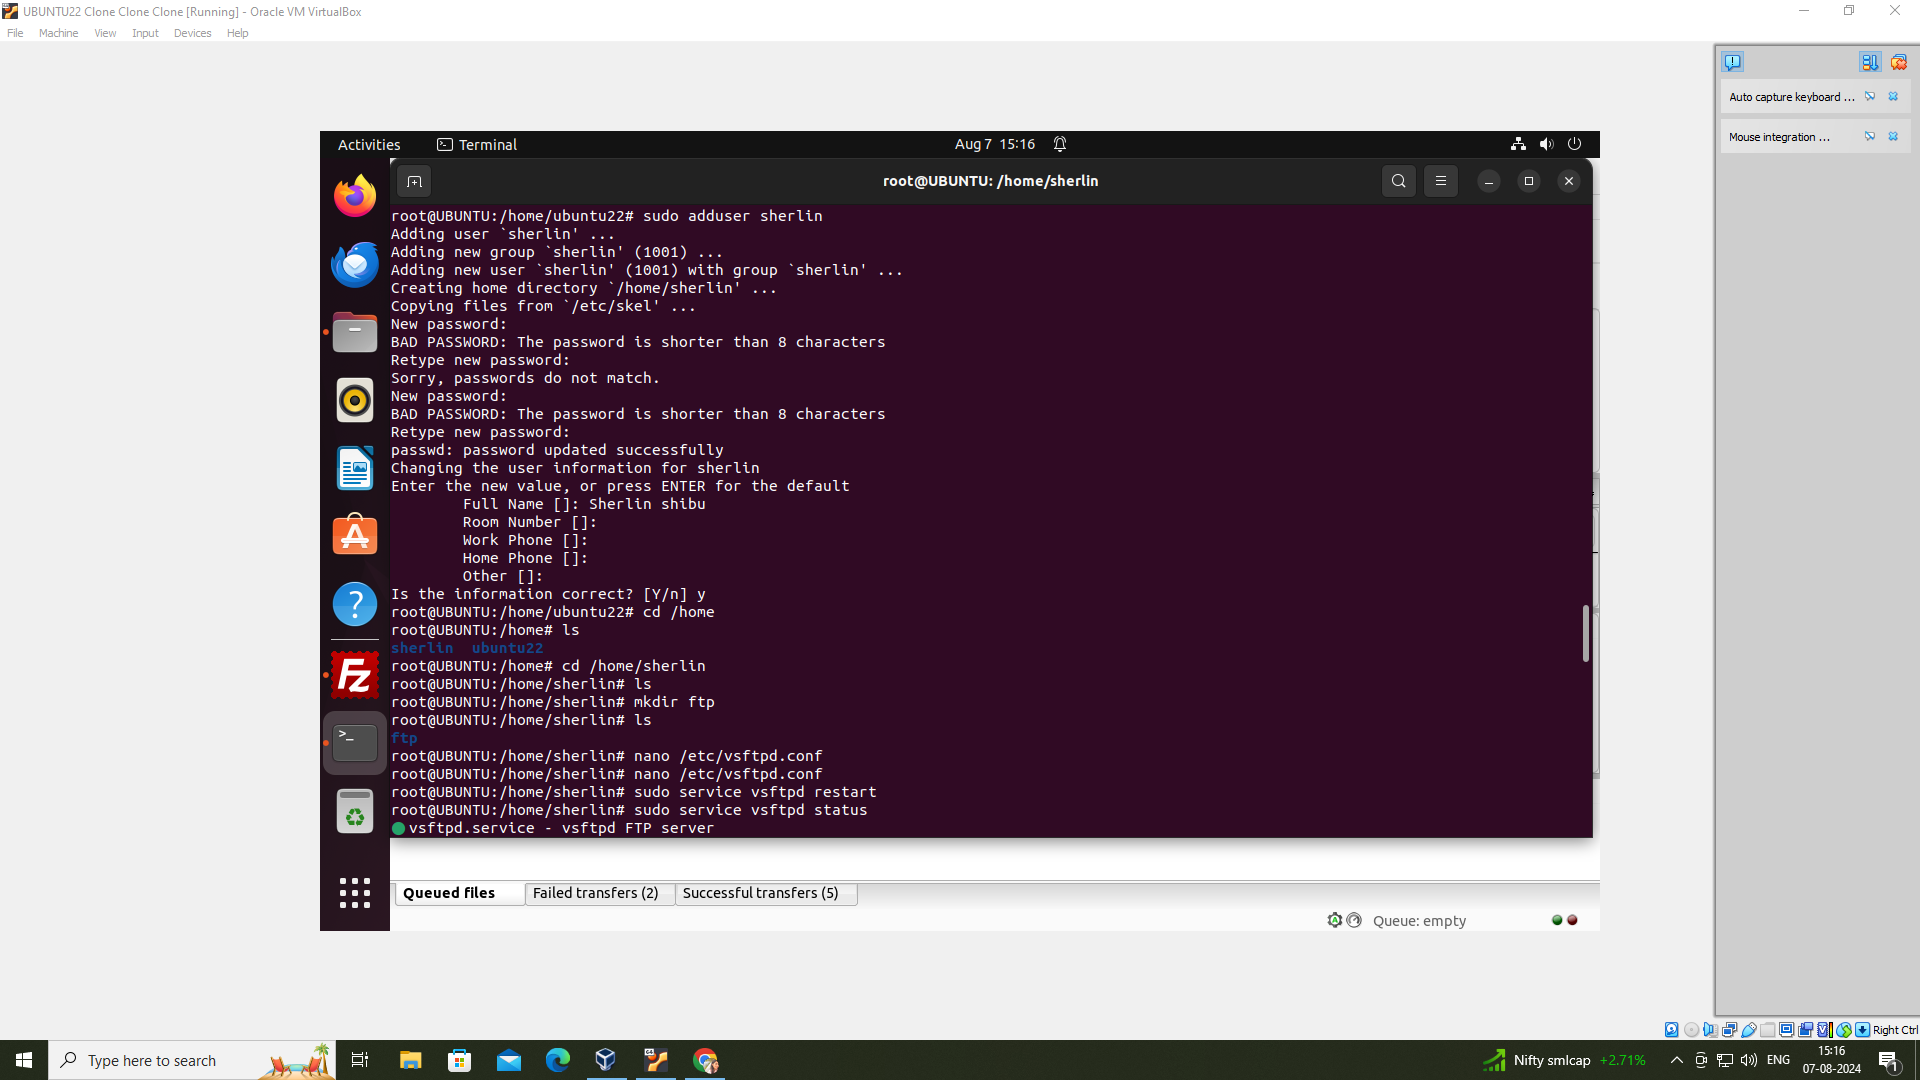 UBUNTU22 Clone Clone Clone [Running] - Oracle VM VirtualBox
File Machine View Input Devices Help
Auto capture keyboard ...
Mouse integration ...
Activities Terminal Aug 7 15:16
root@UBUNTU: /home/sherlin
root@UBUNTU:/home/ubuntu22# sudo adduser sherlin
Adding user `sherlin' ...
Adding new group `sherlin' (1001) ...
Adding new user `sherlin' (1001) with group `sherlin' ...
Creating home directory `/home/sherlin' ...
Copying files from `/etc/skel' ...
New password:
BAD PASSWORD: The password is shorter than 8 characters
Retype new password:
Sorry, passwords do not match.
New password:
BAD PASSWORD: The password is shorter than 8 characters
Retype new password:
passwd: password updated successfully
Changing the user information for sherlin
Enter the new value, or press ENTER for the default
Full Name []: Sherlin shibu
Room Number []:
Work Phone []:
Home Phone []:
Other []:
Is the information correct? [Y/n] y
root@UBUNTU:/home/ubuntu22# cd /home
root@UBUNTU:/home# ls
sherlin ubuntu22
root@UBUNTU:/home# cd /home/sherlin
root@UBUNTU:/home/sherlin# ls
root@UBUNTU:/home/sherlin# mkdir ftp
root@UBUNTU:/home/sherlin# ls
ftp
root@UBUNTU:/home/sherlin# nano /etc/vsftpd.conf
root@UBUNTU:/home/sherlin# nano /etc/vsftpd.conf
root@UBUNTU:/home/sherlin# sudo service vsftpd restart
root@UBUNTU:/home/sherlin# sudo service vsftpd status
vsftpd.service - vsftpd FTP server
Queued files Failed transfers (2) Successful transfers (5)
Queue: empty
Right Ctrl
Type here to search
Nifty smlcap +2.71%
ENG
15:16
07-08-2024
1